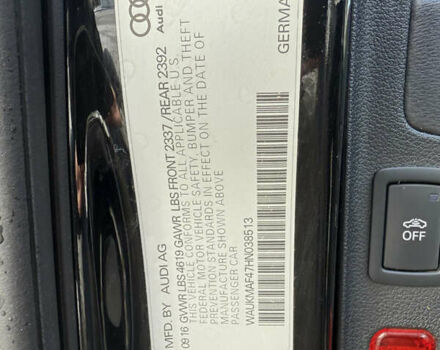 Audi
GERMA
MFD. BY AUDI AG
0916 GVWR LBS 4619 GAWR LBS FRONT 2337 / REAR 2392
THIS VEHICLE CONFORMS TO ALL APPLICABLE U.S.
FEDERAL MOTOR VEHICLE SAFETY, BUMPER AND THEFT
PREVENTION STANDARDS IN EFFECT ON THE DATE OF
MANUFACTURE SHOWN ABOVE
PASSENGER CAR
WAUKMAF47HN038513
OFF